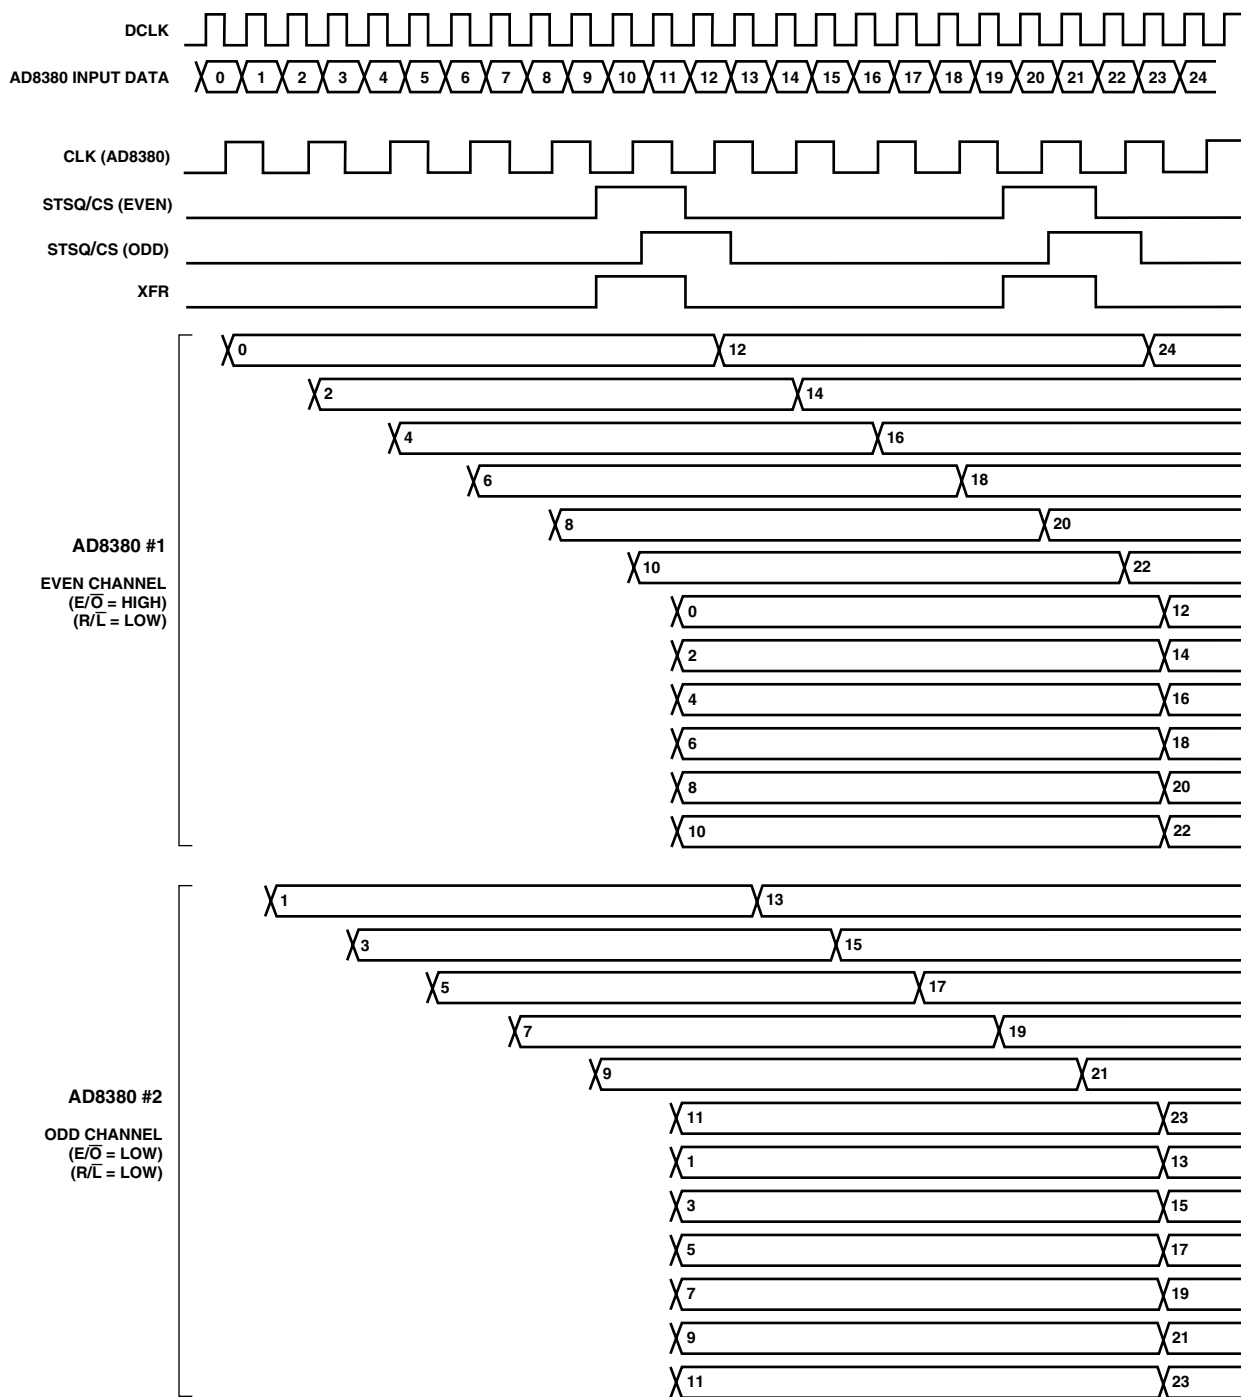 DCLK
AD8380 INPUT DATA 0 1 2 3 4 5 6 7 8 9 10 11 12 13 14 15 16 17 18 19 20 21 22 23 24
CLK (AD8380)
STSQ/CS (EVEN)
STSQ/CS (ODD)
XFR
0 12 24
2 14
4 16
6 18
8 20
AD8380 #1
10 22
EVEN CHANNEL
(E/O̅ = HIGH)
(R/L̅ = LOW)
0 12
2 14
4 16
6 18
8 20
10 22
1 13
3 15
5 17
7 19
9 21
AD8380 #2
11 23
ODD CHANNEL
(E/O̅ = LOW)
(R/L̅ = LOW)
1 13
3 15
5 17
7 19
9 21
11 23